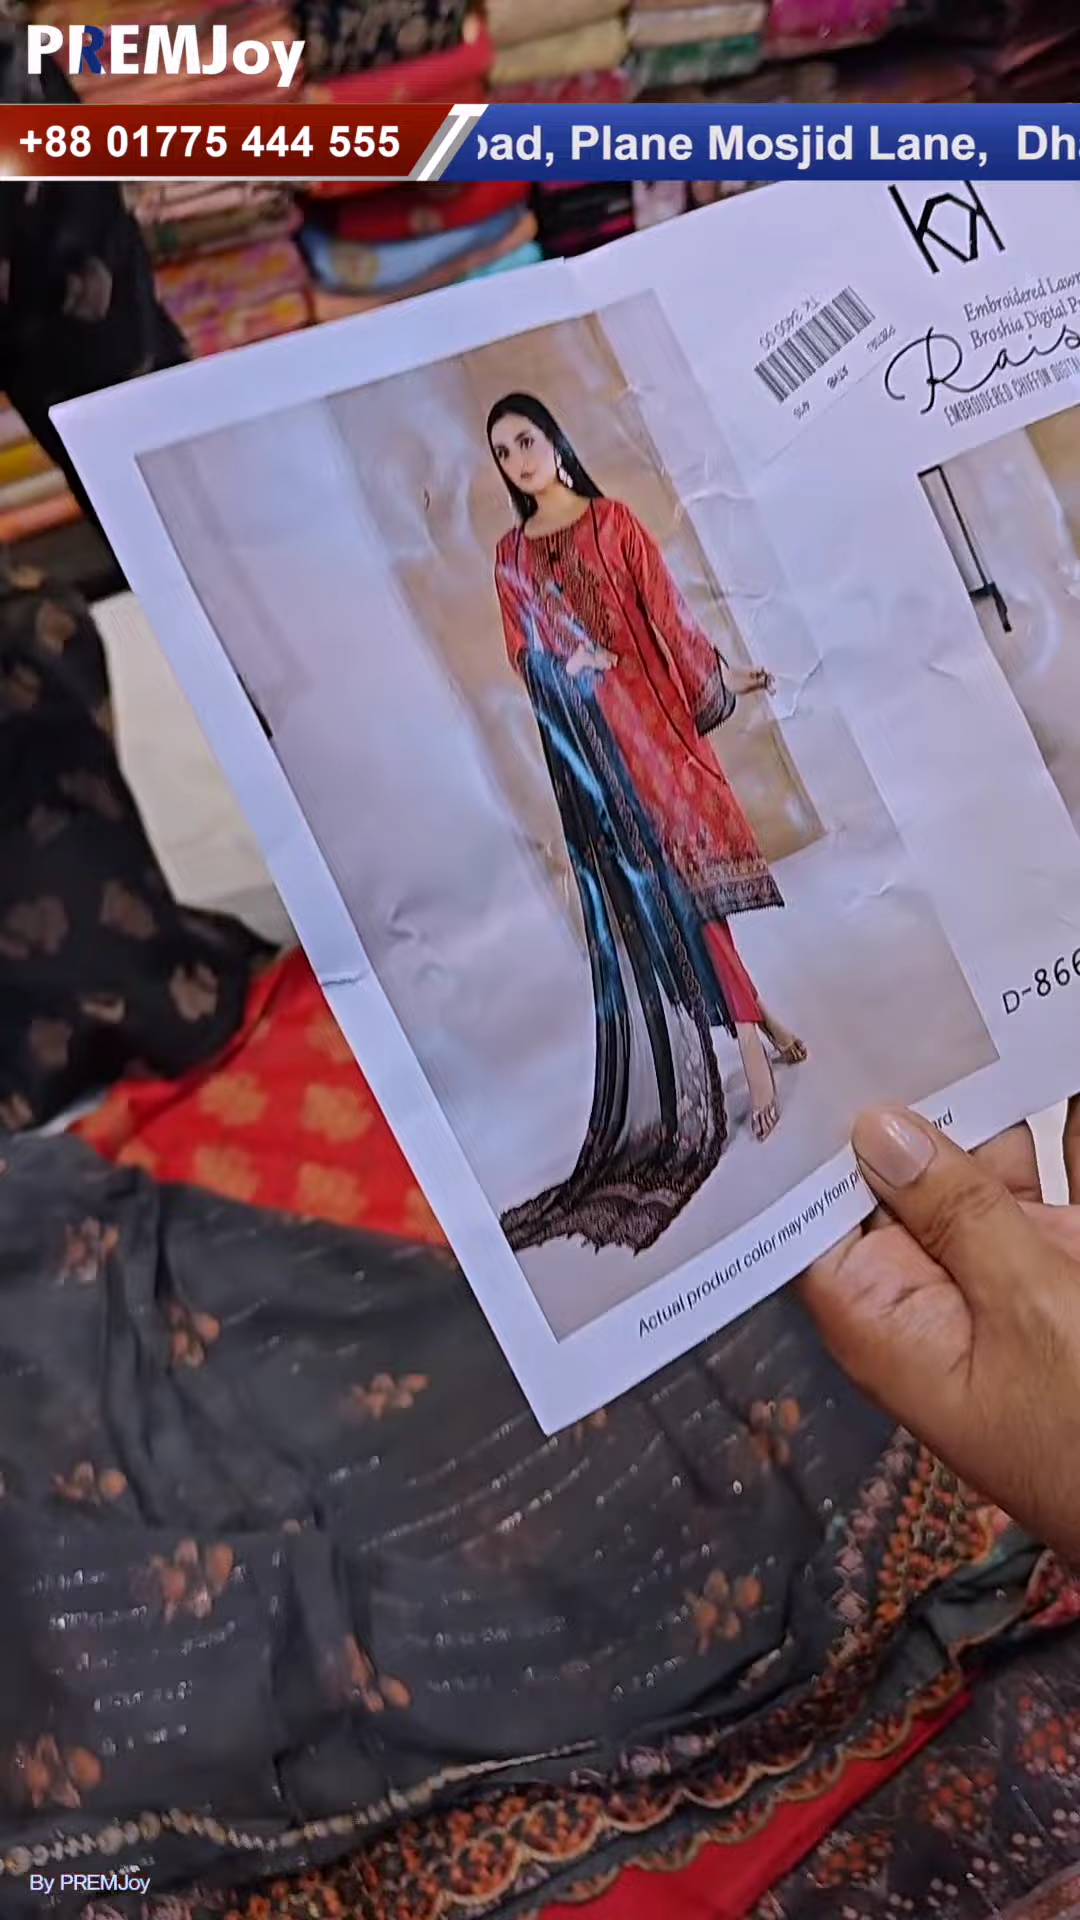 PREMJoy
+88 01775 444 555
oad, Plane Mosjid Lane, Dh
Embroidered Lawn
Broshia Digital P
Rais
EMBROIDERED CHIFFON DIGITAL
D-866
Actual product color may vary from
By PREMJoy